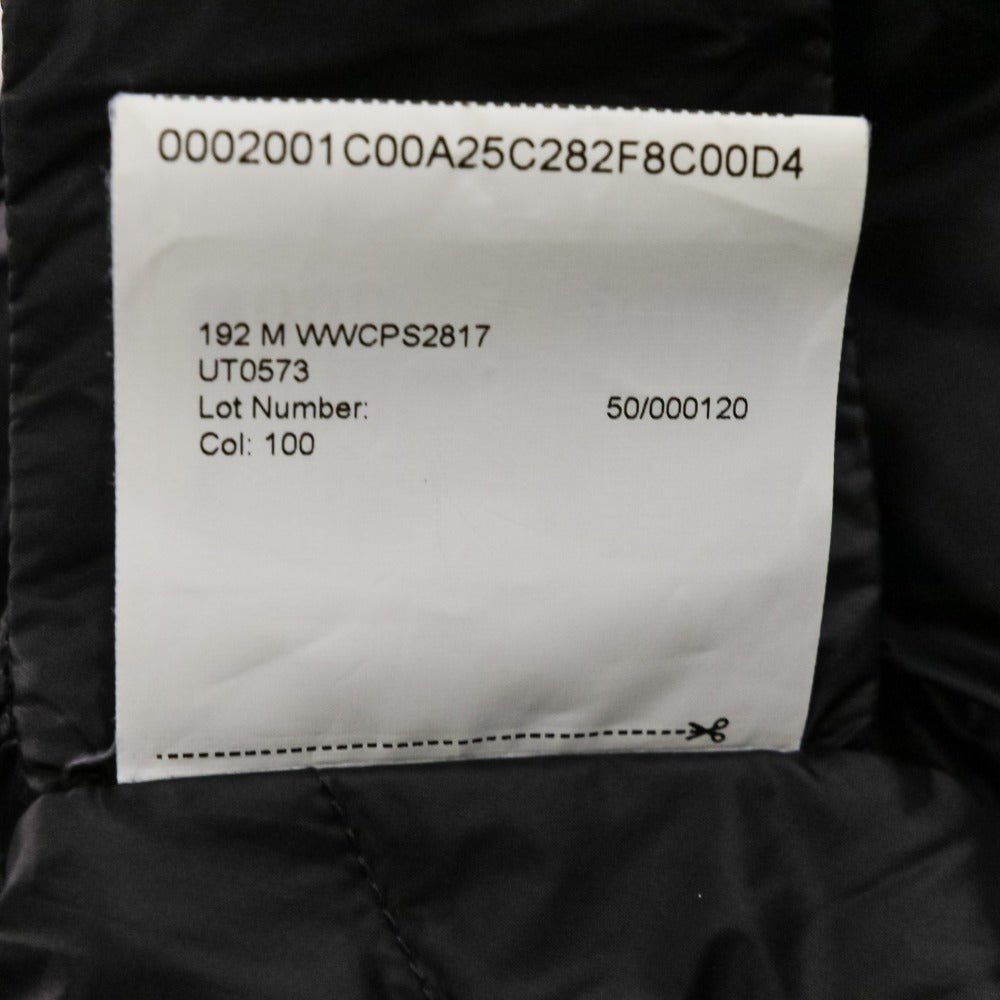 0002001C00A25C282F8C00D4
192 M WWCPS2817
UT0573
Lot Number: 50/000120
Col: 100